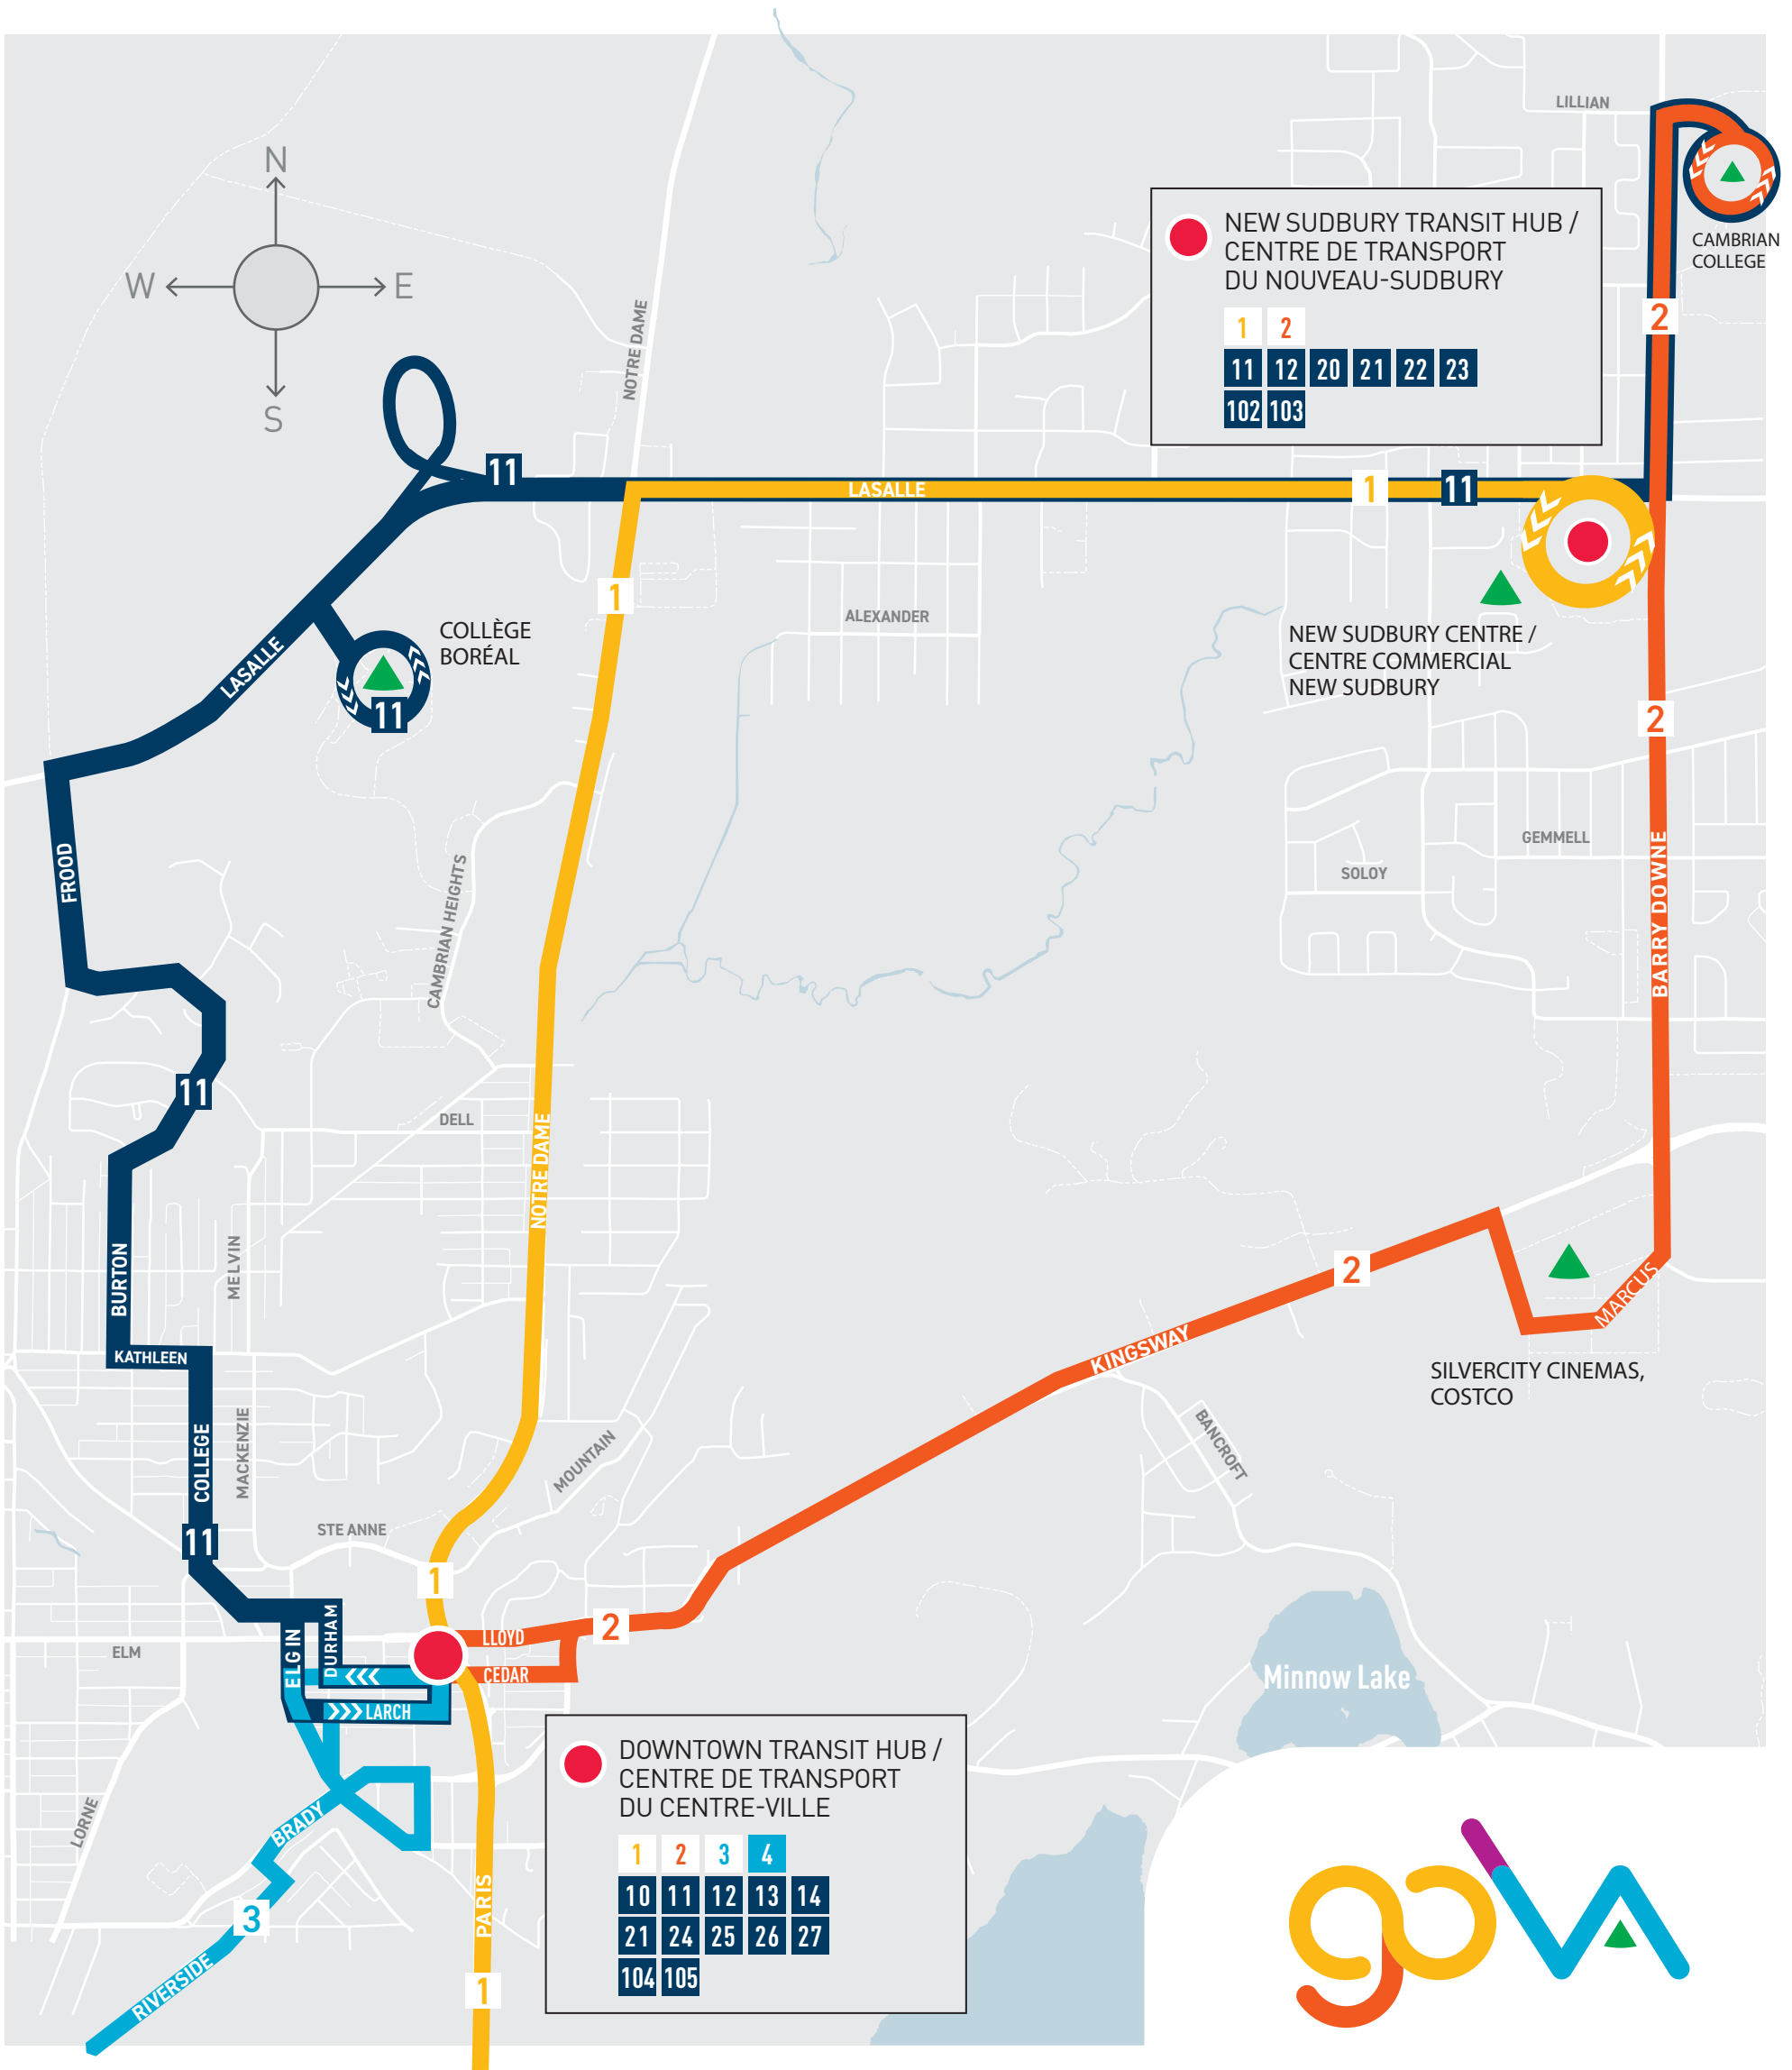 LILLIAN
N
W
E
S
NEW SUDBURY TRANSIT HUB /
CENTRE DE TRANSPORT
DU NOUVEAU-SUDBURY
1 2
11 12 20 21 22 23
102 103
CAMBRIAN
COLLEGE
2
NOTRE DAME
11
LASALLE
1
11
1
ALEXANDER
COLLÈGE
BORÉAL
NEW SUDBURY CENTRE /
CENTRE COMMERCIAL
NEW SUDBURY
LASALLE
11
2
GEMMELL
SOLOY
BARRY DOWNE
FROOD
CAMBRIAN HEIGHTS
11
DELL
NOTRE DAME
BURTON
MELVIN
2
MARCUS
KINGSWAY
KATHLEEN
SILVERCITY CINEMAS,
COSTCO
COLLEGE
MACKENZIE
BANCROFT
MOUNTAIN
STE ANNE
11
1
2
LLOYD
DURHAM
ELGIN
ELM
CEDAR
LARCH
Minnow Lake
DOWNTOWN TRANSIT HUB /
CENTRE DE TRANSPORT
DU CENTRE-VILLE
1 2 3 4
10 11 12 13 14
21 24 25 26 27
104 105
LORNE
BRADY
3
PARIS
RIVERSIDE
1
gova